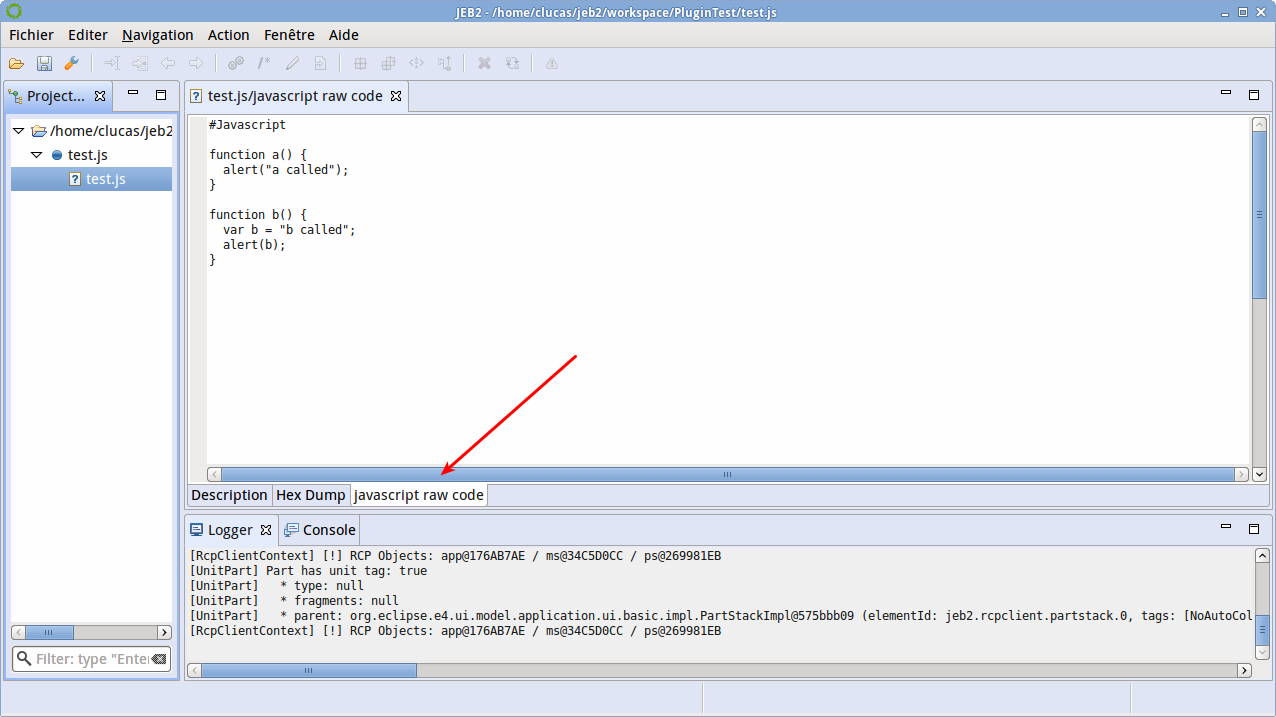 JEB2 - /home/clucas/jeb2/workspace/PluginTest/test.js
Fichier Editer Navigation Action Fenêtre Aide
Project...
/home/clucas/jeb2
test.js
test.js
Filter: type "Enter
test.js/javascript raw code
#Javascript
function a() {
  alert("a called");
}
function b() {
  var b = "b called";
  alert(b);
}
Description Hex Dump javascript raw code
Logger Console
[RcpClientContext] [!] RCP Objects: app@176AB7AE / ms@34C5D0CC / ps@269981EB
[UnitPart] Part has unit tag: true
[UnitPart]   * type: null
[UnitPart]   * fragments: null
[UnitPart]   * parent: org.eclipse.e4.ui.model.application.ui.basic.impl.PartStackImpl@575bbb09 (elementId: jeb2.rcpclient.partstack.0, tags: [NoAutoCol
[RcpClientContext] [!] RCP Objects: app@176AB7AE / ms@34C5D0CC / ps@269981EB